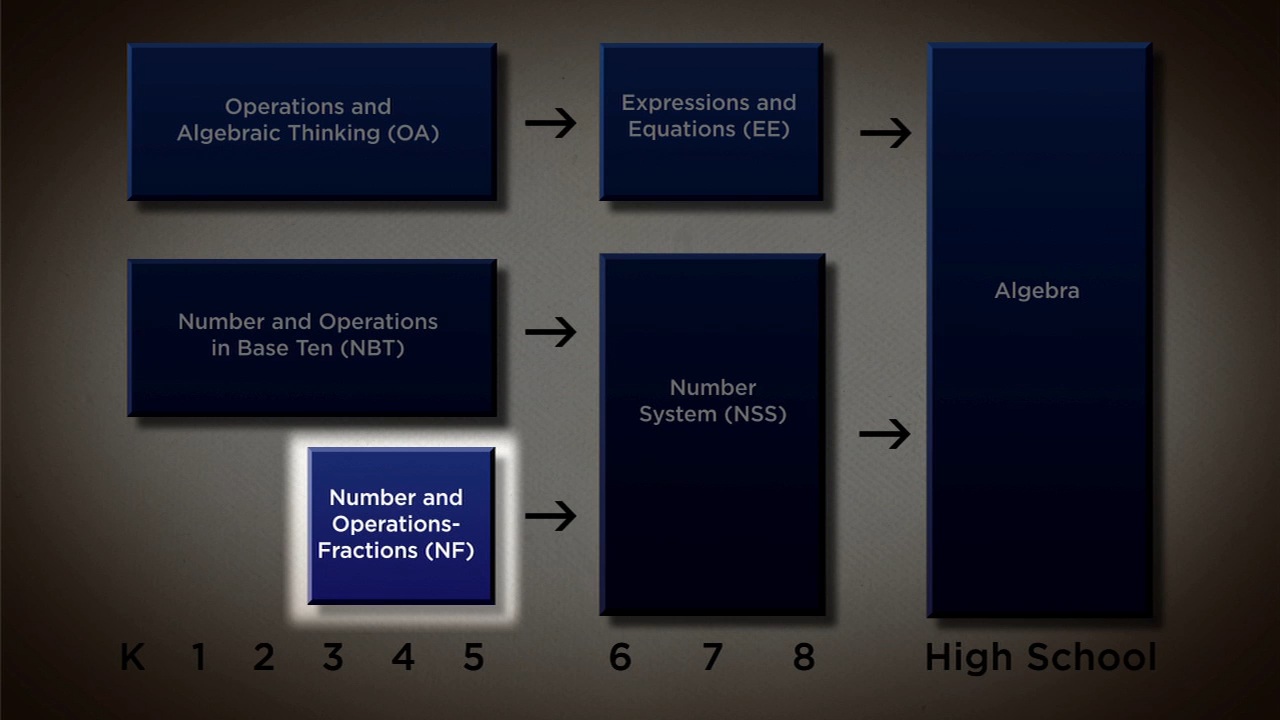 Operations and
Algebraic Thinking (OA)
Expressions and
Equations (EE)
Algebra
Number and Operations
in Base Ten (NBT)
Number
System (NSS)
Number and
Operations-
Fractions (NF)
K 1 2 3 4 5 6 7 8 High School